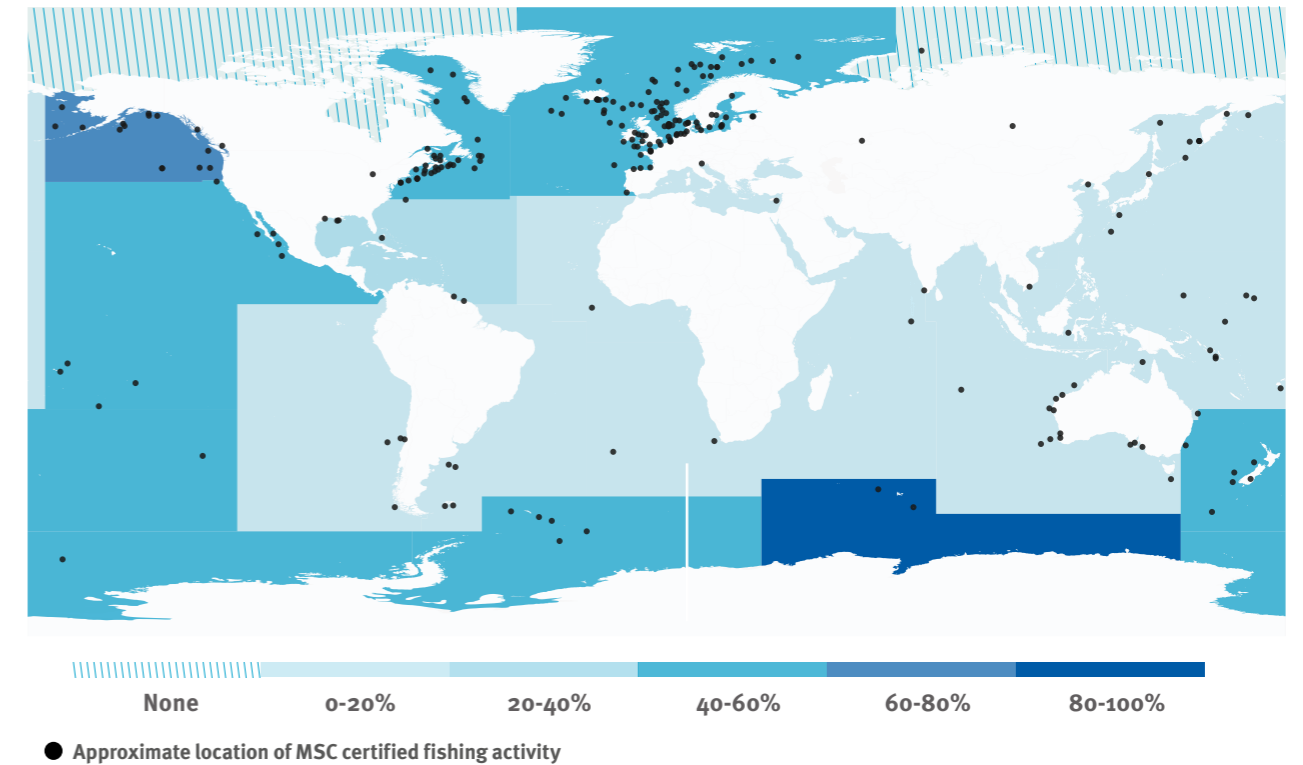 None 0-20% 20-40% 40-60% 60-80% 80-100%
Approximate location of MSC certified fishing activity